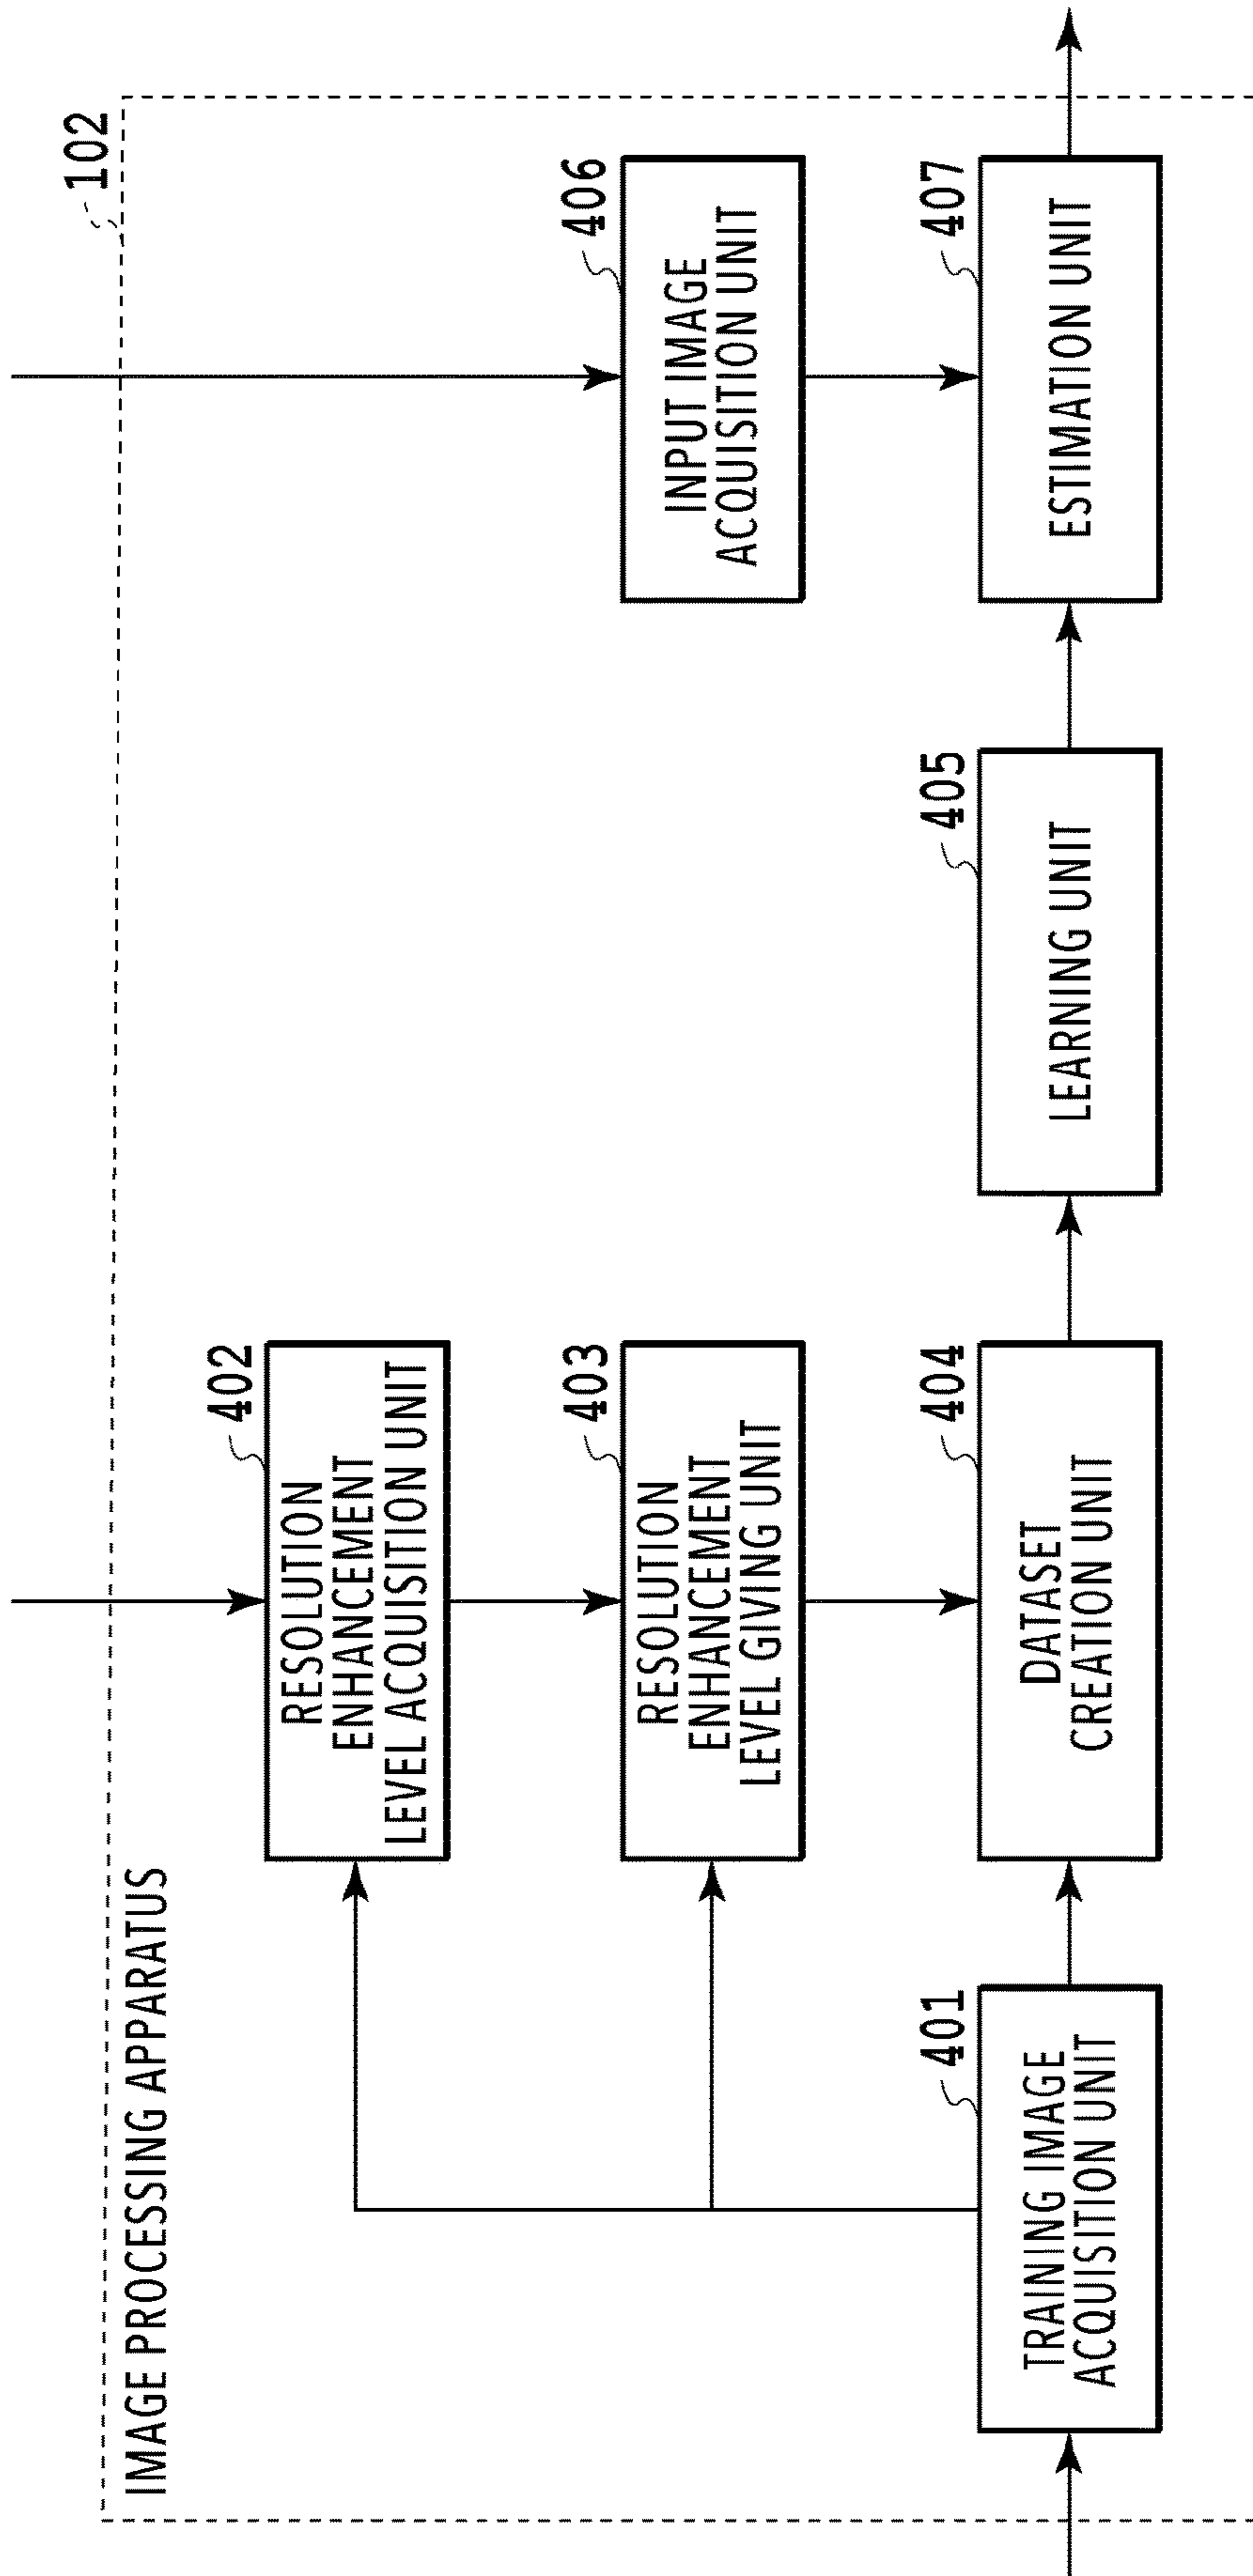 IMAGE PROCESSING APPARATUS
102
402
RESOLUTION
ENHANCEMENT
LEVEL ACQUISITION UNIT
403
RESOLUTION
ENHANCEMENT
LEVEL GIVING UNIT
406
INPUT IMAGE
ACQUISITION UNIT
401
TRAINING IMAGE
ACQUISITION UNIT
404
DATASET
CREATION UNIT
405
LEARNING UNIT
407
ESTIMATION UNIT